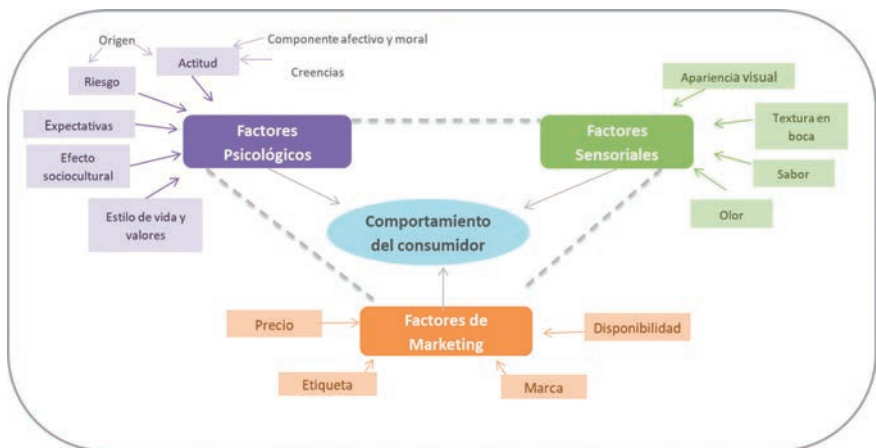 Origen
Componente afectivo y moral
Actitud
Creencias
Riesgo
Expectativas
Efecto
sociocultural
Estilo de vida y
valores
Factores
Psicológicos
Factores
Sensoriales
Apariencia visual
Textura en
boca
Sabor
Olor
Comportamiento
del consumidor
Precio
Factores de
Marketing
Disponibilidad
Etiqueta
Marca